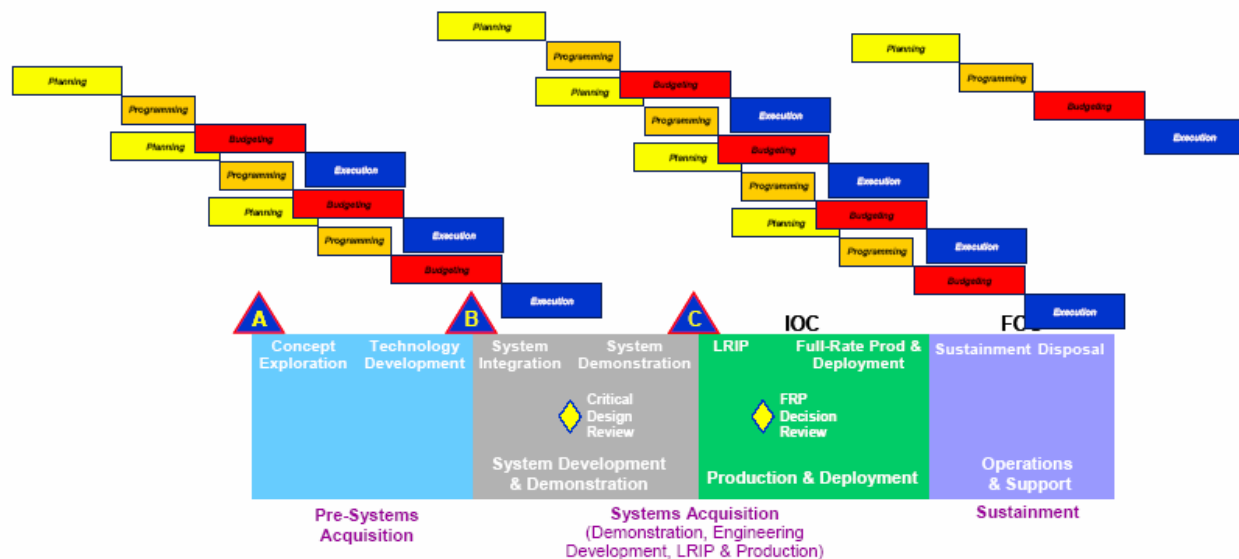 Planning
Planning
Programming
Programming
Planning
Budgeting
Planning
Budgeting
Programming
Execution
Programming
Execution
Budgeting
Planning
Budgeting
Planning
Execution
Programming
Execution
Programming
Budgeting
Planning
Budgeting
Planning
Execution
Programming
Execution
Programming
Budgeting
Budgeting
Execution
Execution
A
B
C
IOC
FOC
Concept
Exploration
Technology
Development
System
Integration
System
Demonstration
LRIP
Full-Rate Prod &
Deployment
Sustainment Disposal
Critical
Design
Review
FRP
Decision
Review
System Development
& Demonstration
Production & Deployment
Operations
& Support
Pre-Systems
Acquisition
Systems Acquisition
(Demonstration, Engineering
Development, LRIP & Production)
Sustainment